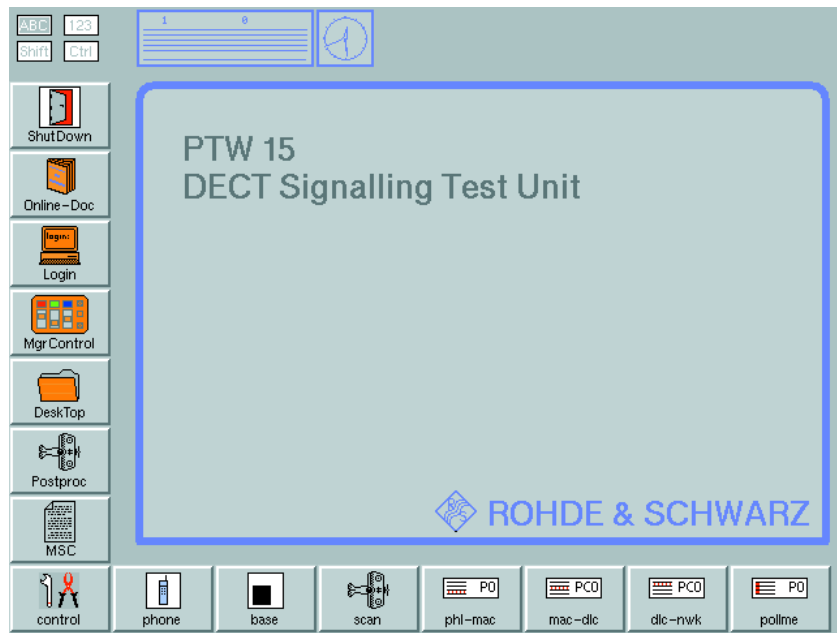 ABC 123
Shift Ctrl
1 0
ShutDown
Online-Doc
login:
Login
MgrControl
DeskTop
Postproc
MSC
PTW 15
DECT Signalling Test Unit
ROHDE & SCHWARZ
control
phone
base
scan
P0
phl-mac
PC0
mac-dlc
PC0
dlc-nwk
P0
pollme